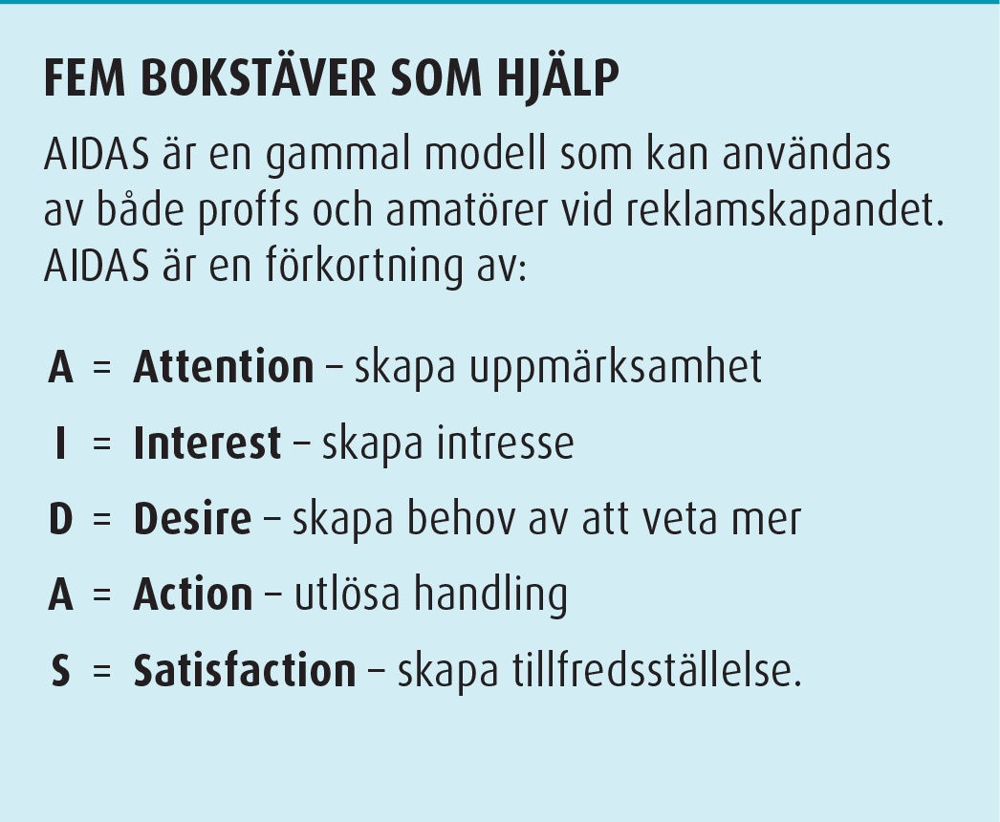 FEM BOKSTÄVER SOM HJÄLP
AIDAS är en gammal modell som kan användas
av både proffs och amatörer vid reklamskapandet.
AIDAS är en förkortning av:
A = Attention – skapa uppmärksamhet
I = Interest – skapa intresse
D = Desire – skapa behov av att veta mer
A = Action – utlösa handling
S = Satisfaction – skapa tillfredsställelse.